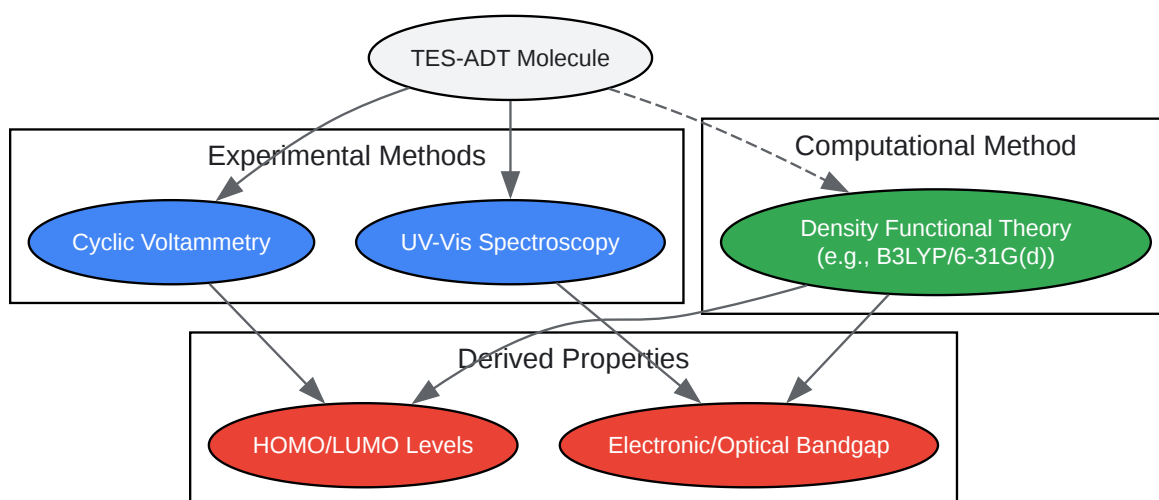 TES-ADT Molecule
Experimental Methods
Computational Method
Cyclic Voltammetry
UV-Vis Spectroscopy
Density Functional Theory
(e.g., B3LYP/6-31G(d))
Derived Properties
HOMO/LUMO Levels
Electronic/Optical Bandgap